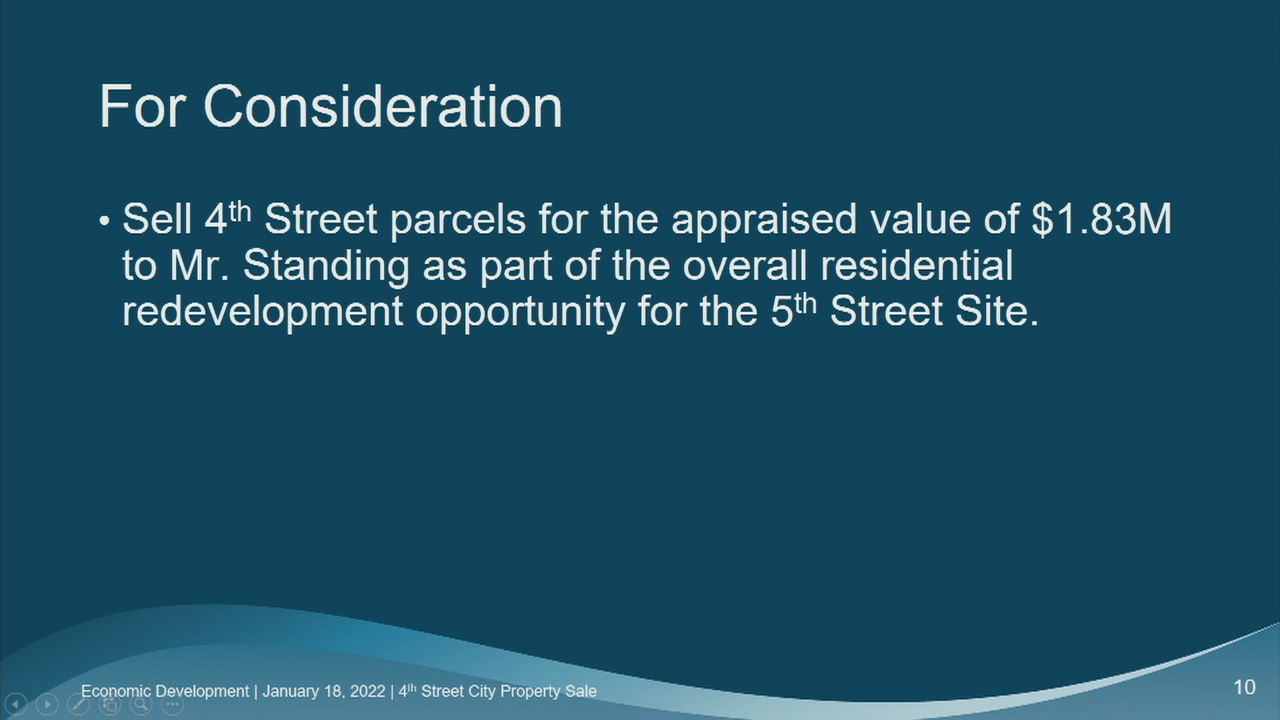 For Consideration
• Sell 4th Street parcels for the appraised value of $1.83M
to Mr. Standing as part of the overall residential
redevelopment opportunity for the 5th Street Site.
Economic Development | January 18, 2022 | 4th Street City Property Sale
10